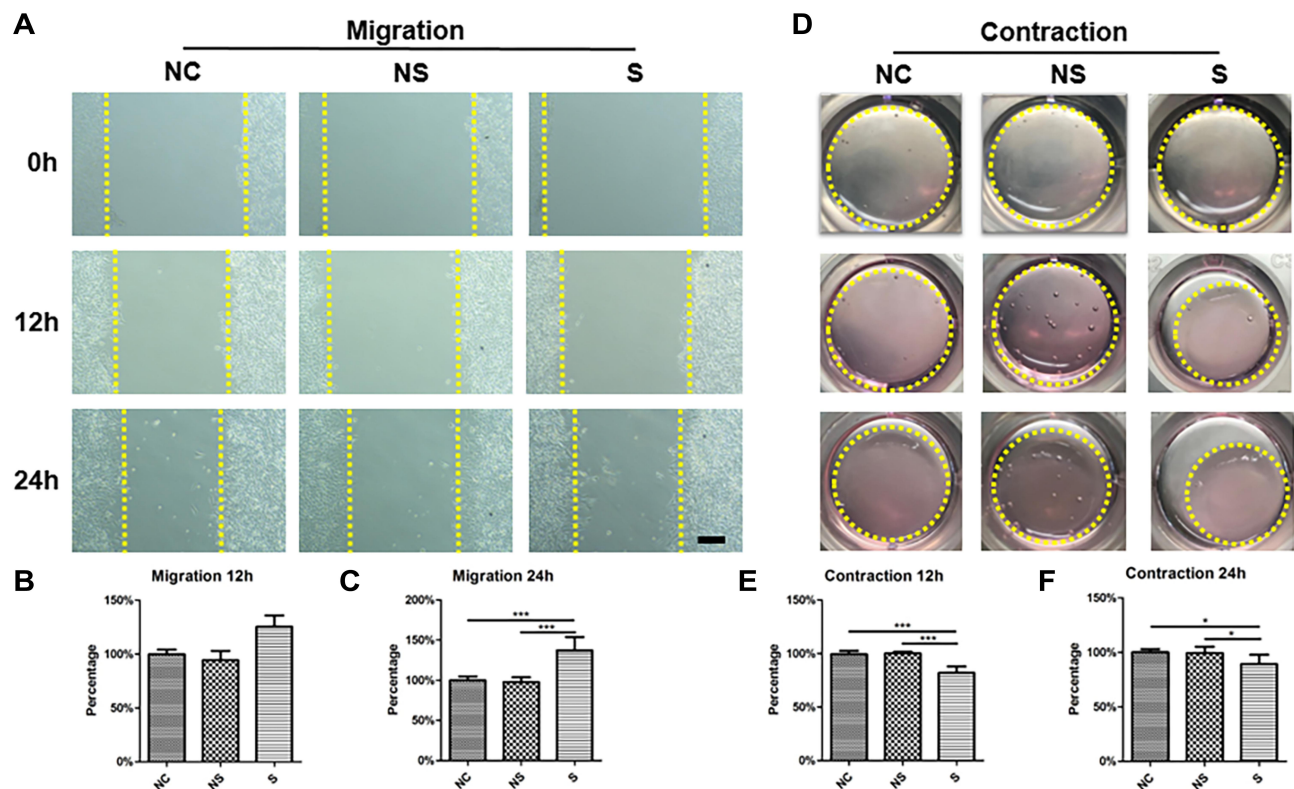 A
Migration
NC NS S
0h
12h
24h
D
Contraction
NC NS S
B
Migration 12h
Percentage
150%
100%
50%
0%
NC NS S
C
Migration 24h
Percentage
200%
150%
100%
50%
0%
***
***
NC NS S
E
Contraction 12h
Percentage
150%
100%
50%
0%
***
***
NC NS S
F
Contraction 24h
Percentage
150%
100%
50%
0%
*
*
NC NS S